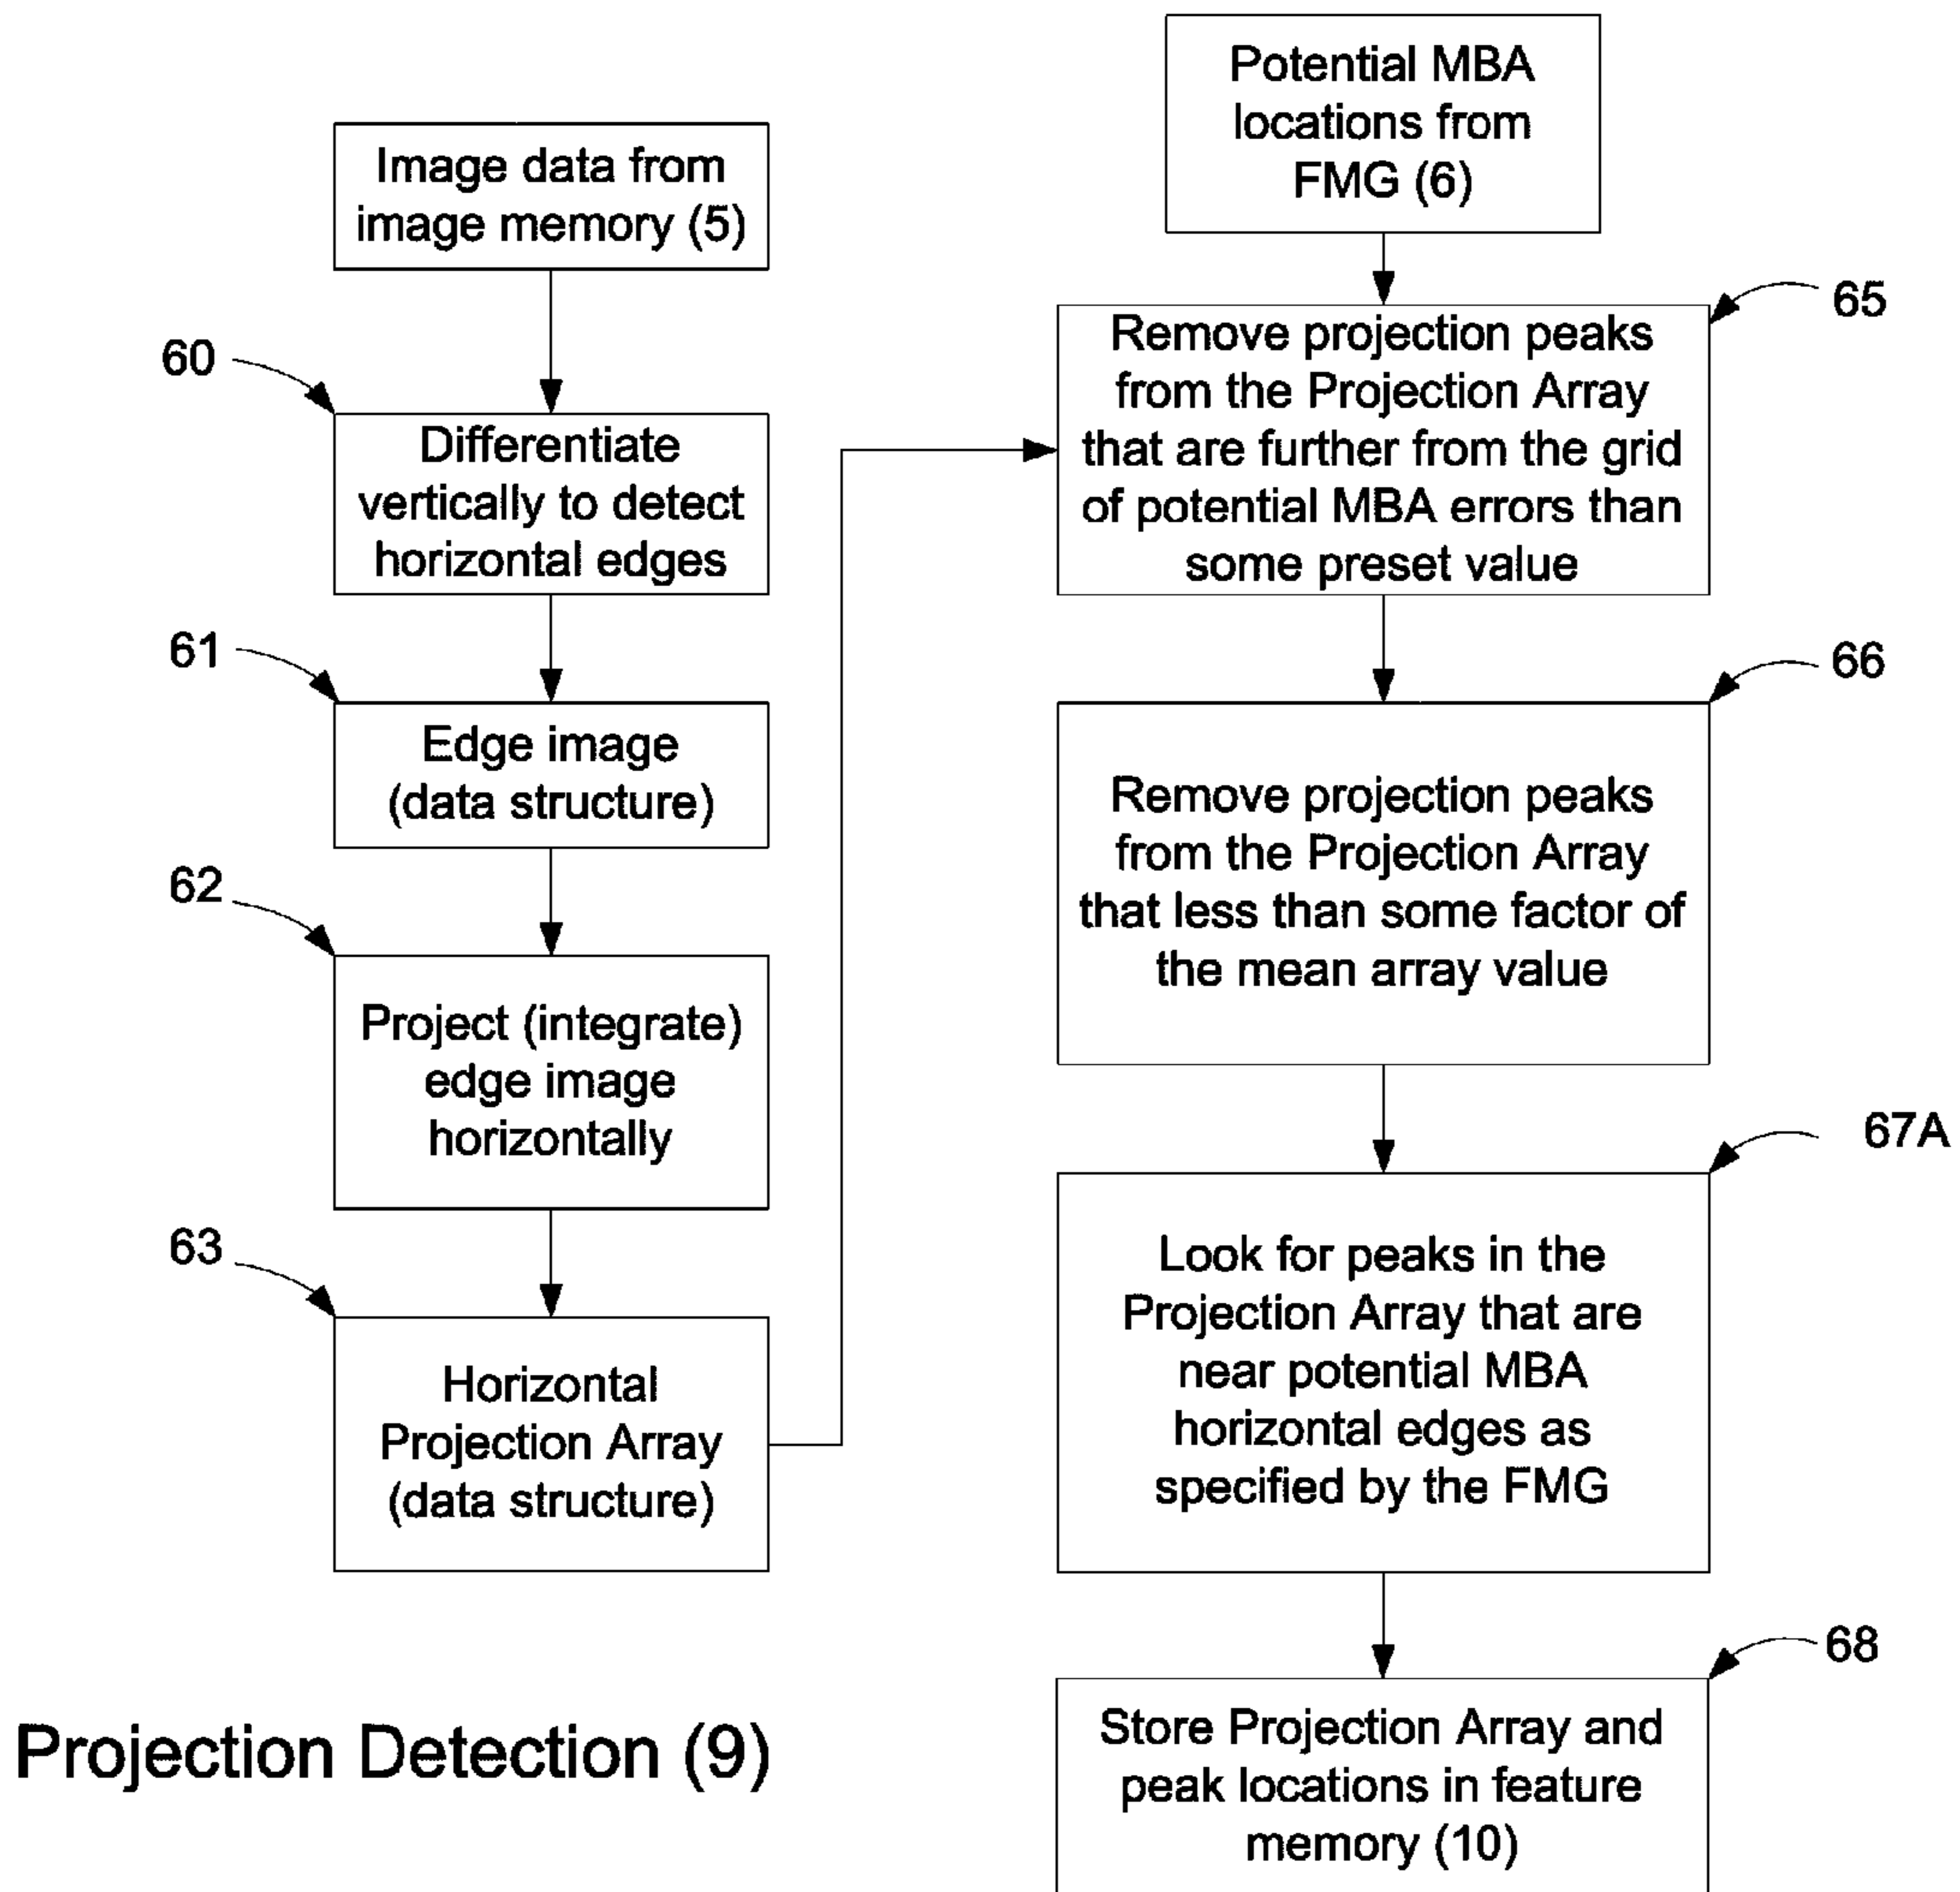 Image data from
image memory (5)
60
Differentiate
vertically to detect
horizontal edges
61
Edge image
(data structure)
62
Project (integrate)
edge image
horizontally
63
Horizontal
Projection Array
(data structure)
Potential MBA
locations from
FMG (6)
65
Remove projection peaks
from the Projection Array
that are further from the grid
of potential MBA errors than
some preset value
66
Remove projection peaks
from the Projection Array
that less than some factor of
the mean array value
67A
Look for peaks in the
Projection Array that are
near potential MBA
horizontal edges as
specified by the FMG
68
Store Projection Array and
peak locations in feature
memory (10)
Projection Detection (9)